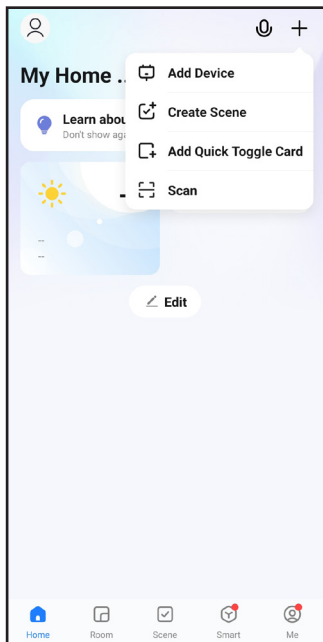 My Home ..
Add Device
Learn abou
Don't show aga
Create Scene
Add Quick Toggle Card
Scan
--
--
Edit
Home
Room
Scene
Smart
Me